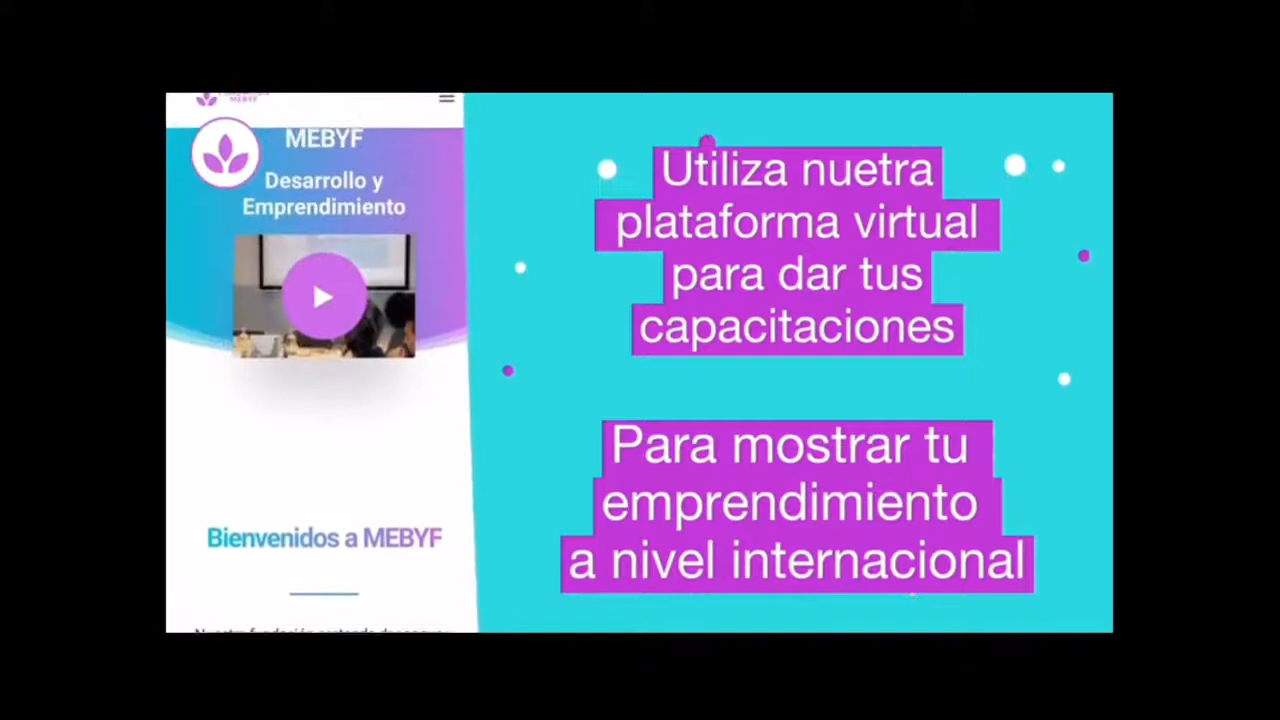 MEBYF
MEBYF
Desarrollo y
Emprendimiento
Bienvenidos a MEBYF
Utiliza nuetra
plataforma virtual
para dar tus
capacitaciones
Para mostrar tu
emprendimiento
a nivel internacional